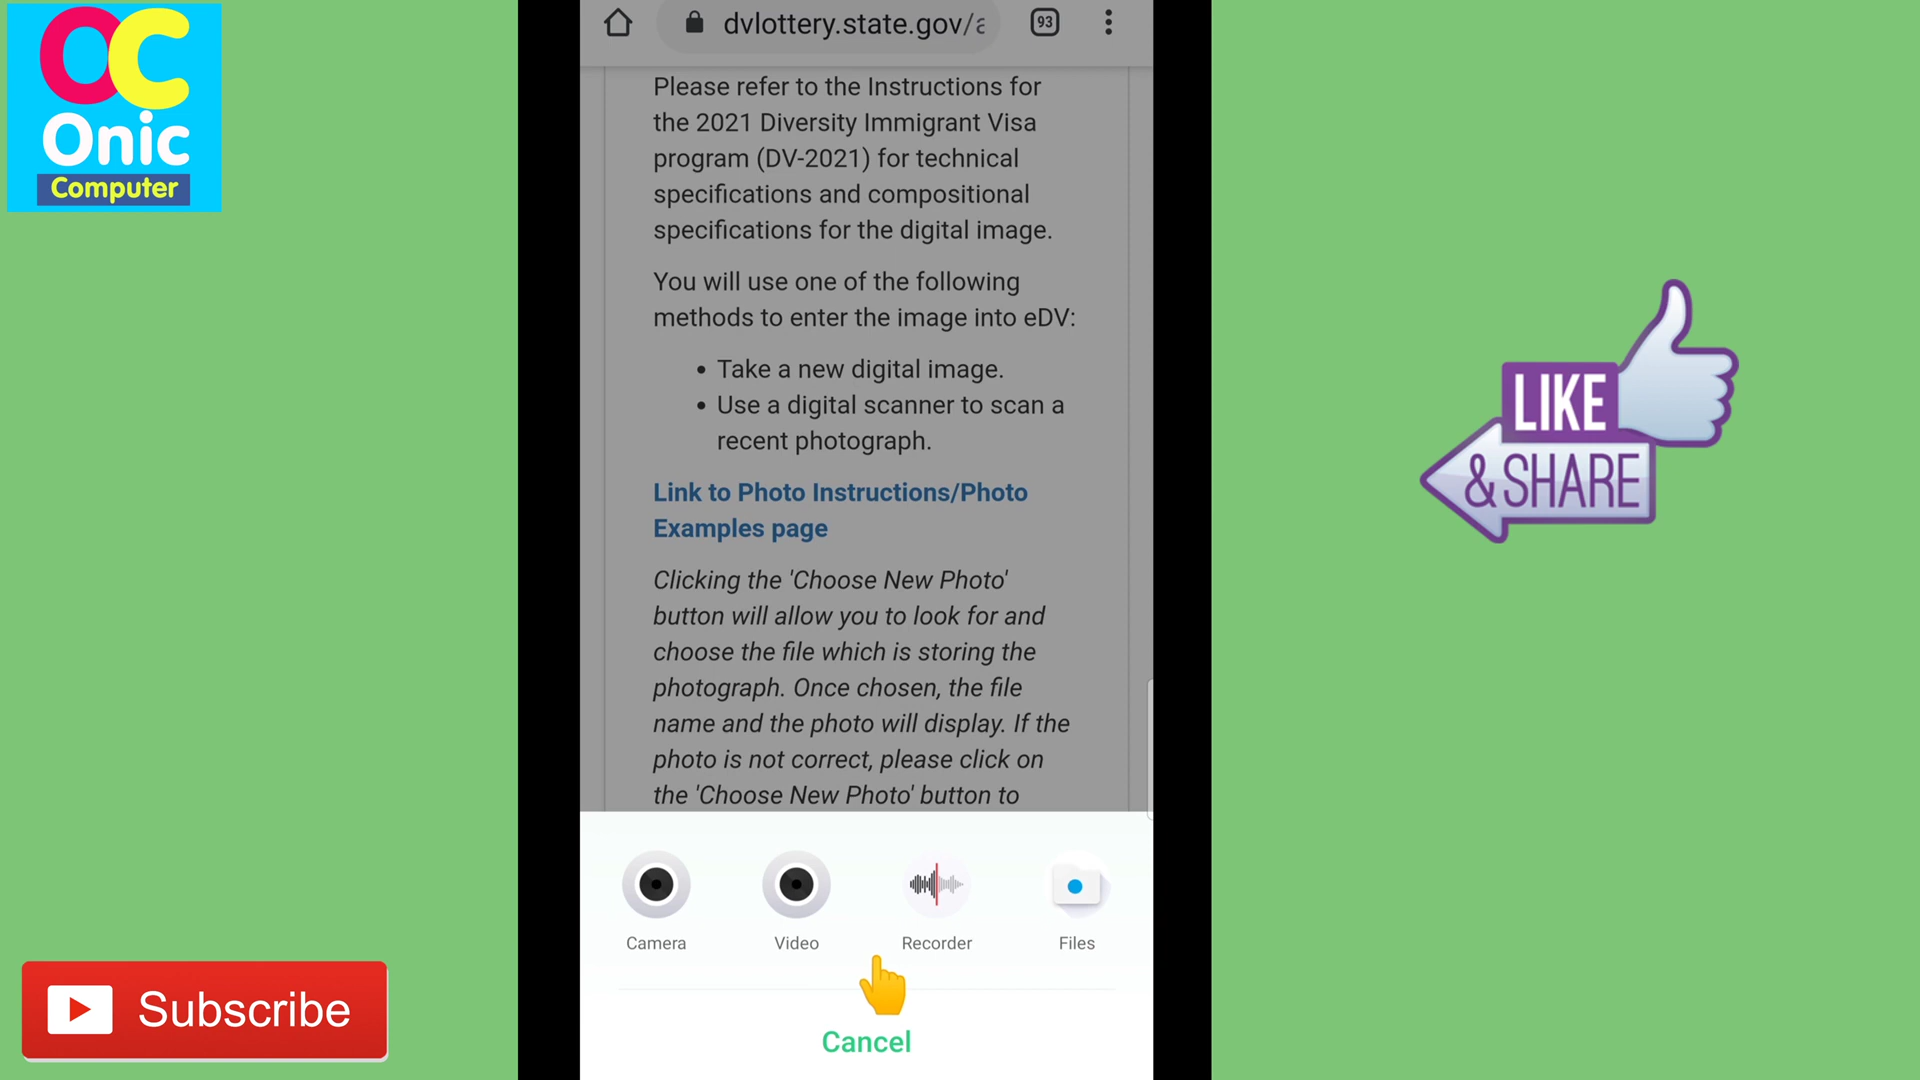 OC
Onic
Computer
dvlottery.state.gov/a
93
Please refer to the Instructions for
the 2021 Diversity Immigrant Visa
program (DV-2021) for technical
specifications and compositional
specifications for the digital image.
You will use one of the following
methods to enter the image into eDV:
• Take a new digital image.
• Use a digital scanner to scan a
recent photograph.
Link to Photo Instructions/Photo
Examples page
Clicking the 'Choose New Photo'
button will allow you to look for and
choose the file which is storing the
photograph. Once chosen, the file
name and the photo will display. If the
photo is not correct, please click on
the 'Choose New Photo' button to
Camera
Video
Recorder
Files
Cancel
LIKE
& SHARE
Subscribe